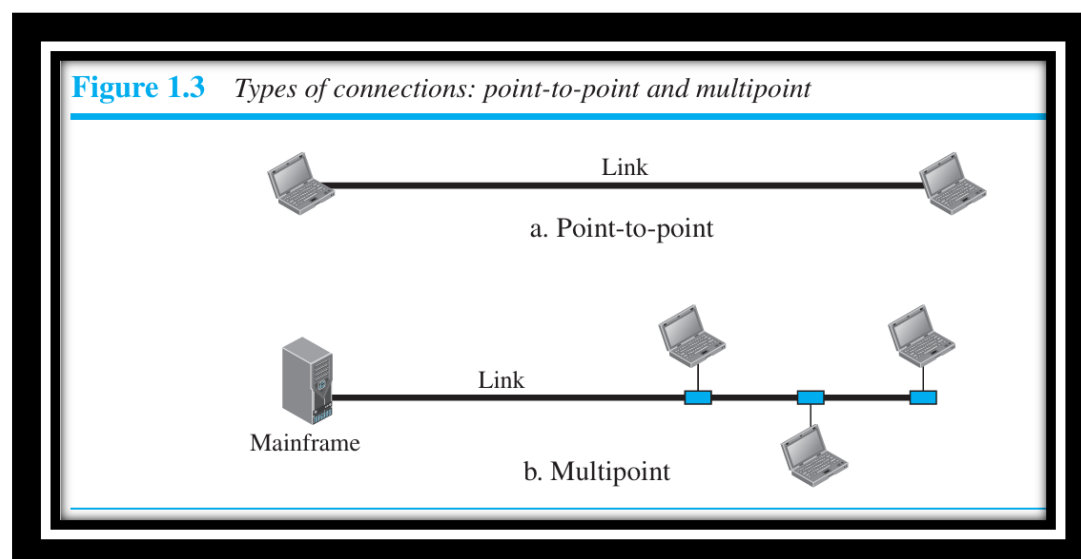 Figure 1.3 Types of connections: point-to-point and multipoint
Link
a. Point-to-point
Link
Mainframe
b. Multipoint